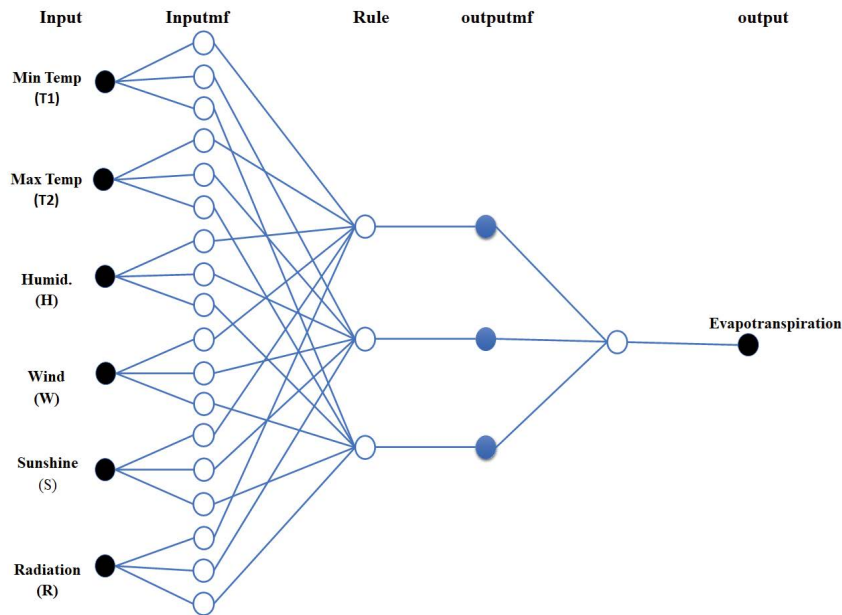 Input Inputmf Rule outputmf output
Min Temp
(T1)
Max Temp
(T2)
Humid.
(H)
Evapotranspiration
Wind
(W)
Sunshine
(S)
Radiation
(R)